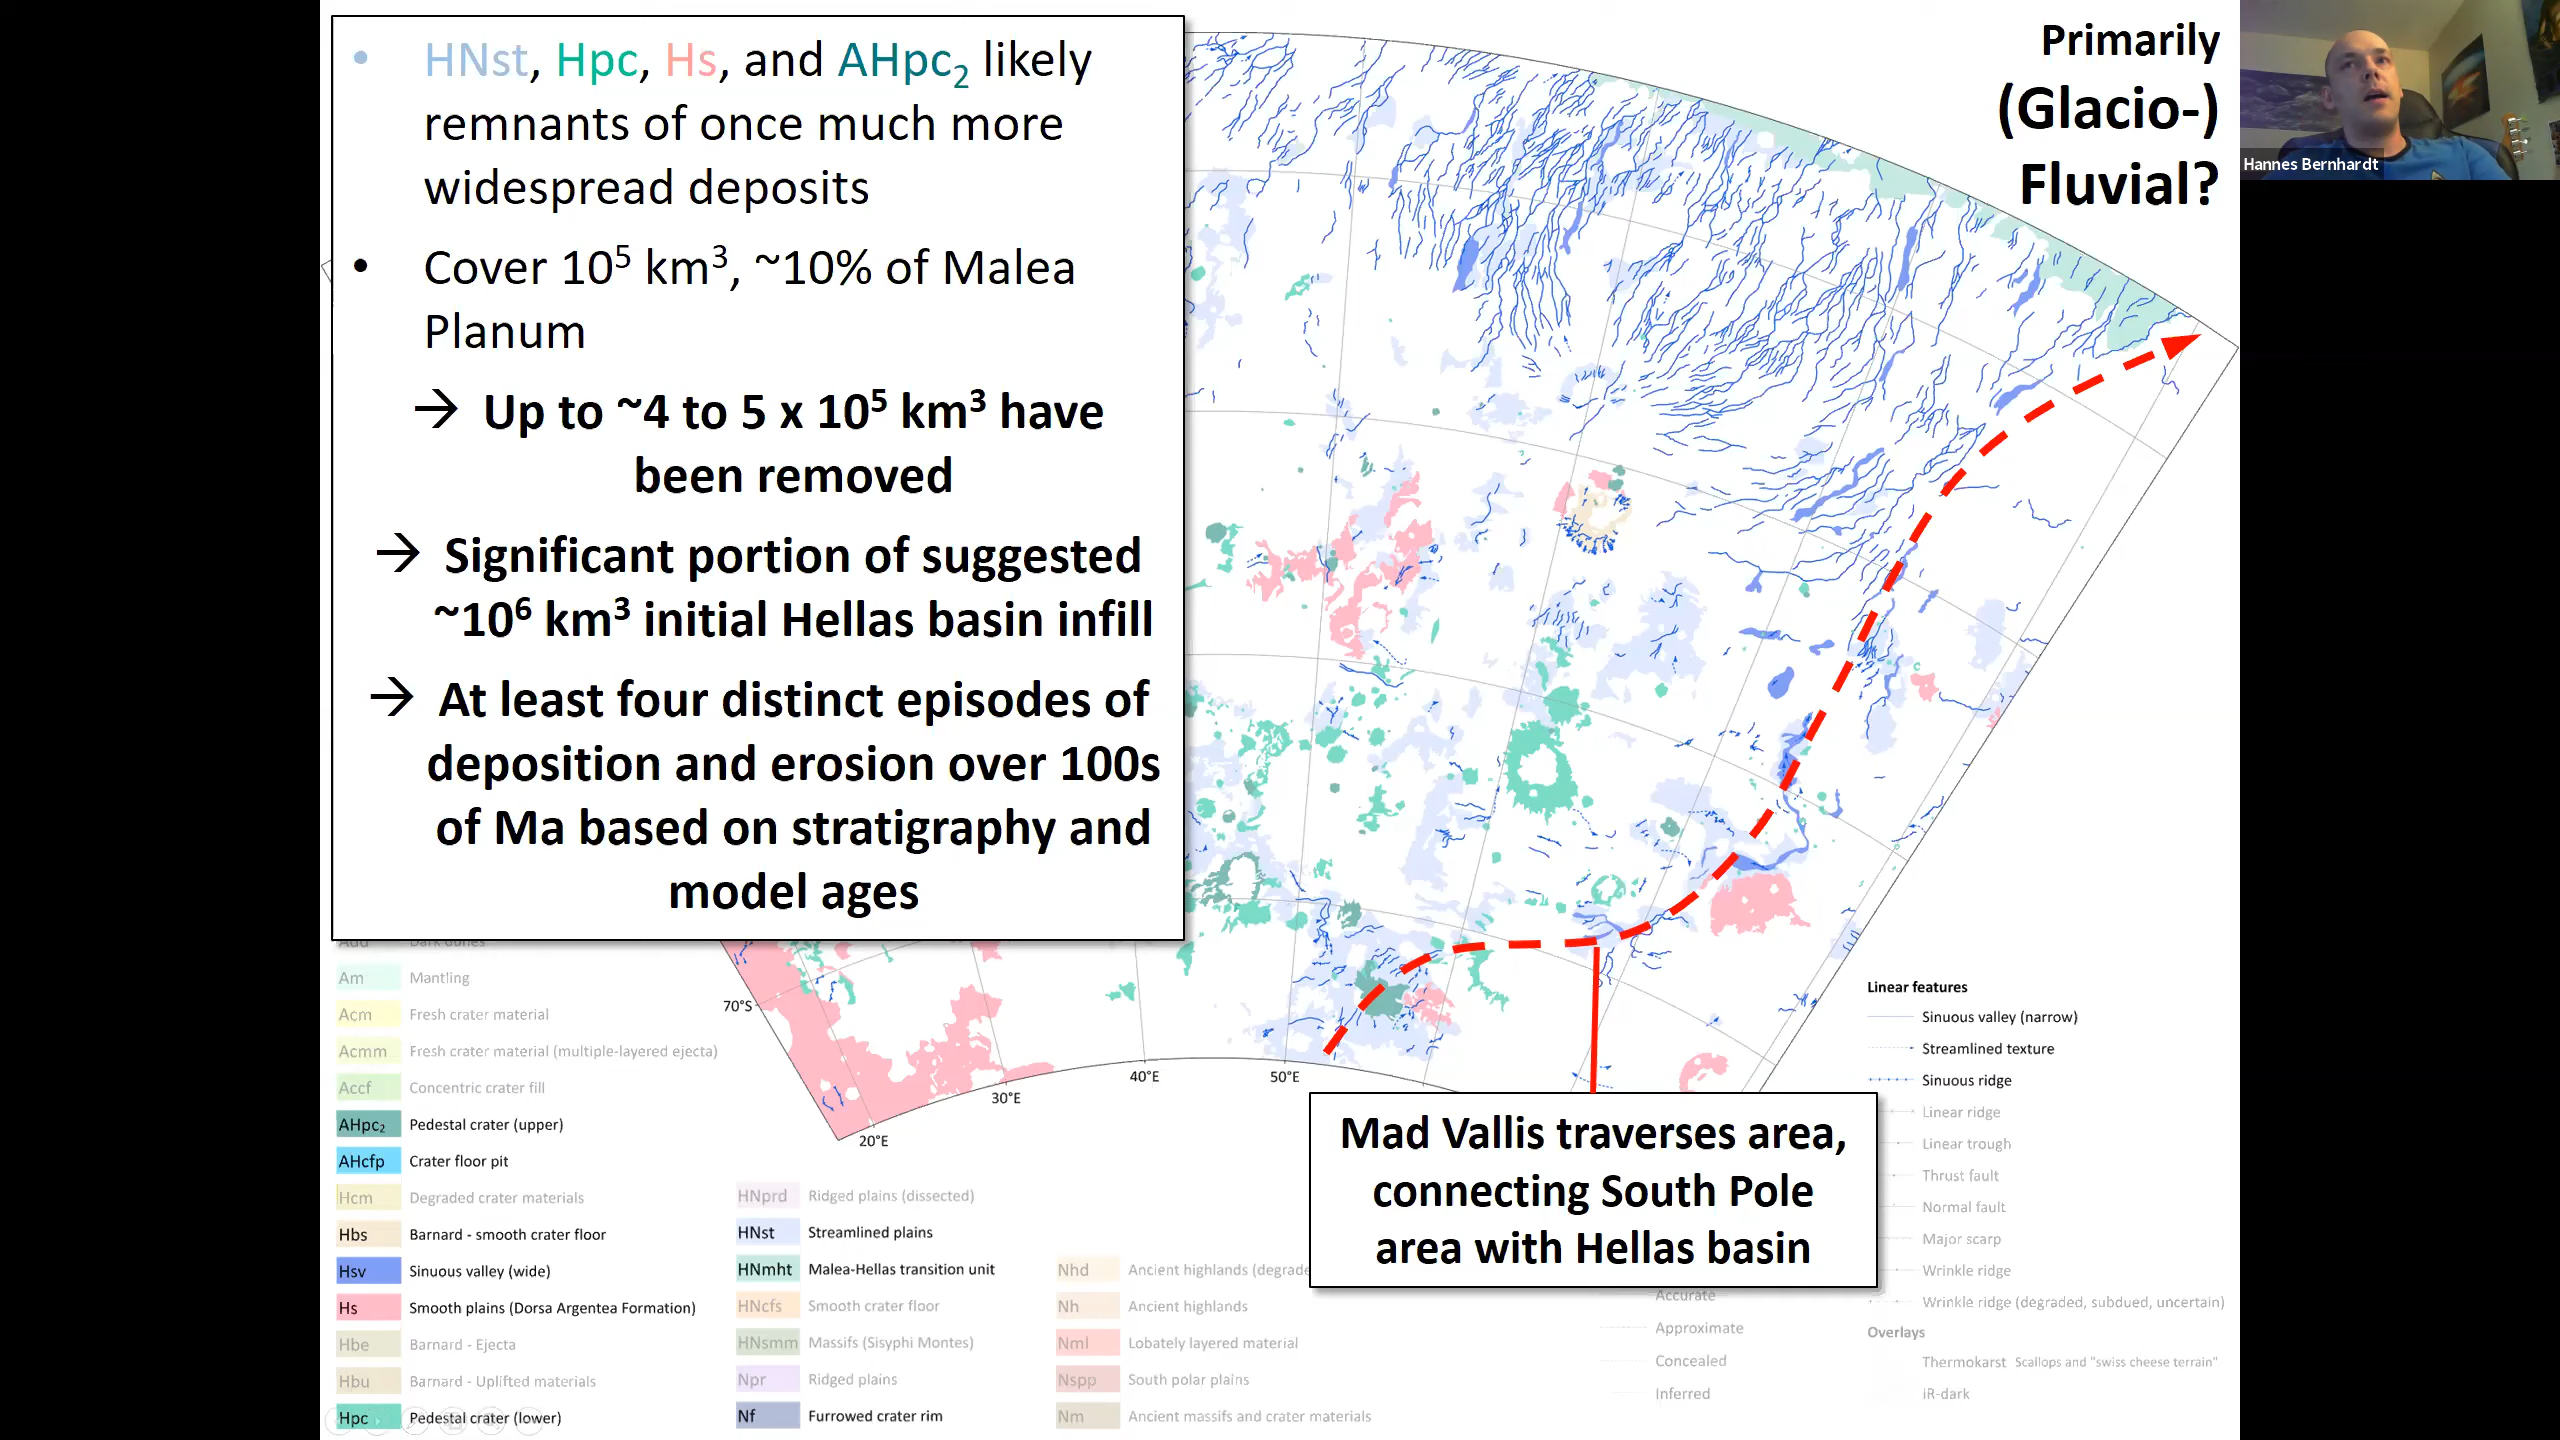 HNst, Hpc, Hs, and AHpc₂ likely
remnants of once much more
widespread deposits
Cover 10⁵ km³, ~10% of Malea
Planum
→ Up to ~4 to 5 x 10⁵ km³ have
been removed
→ Significant portion of suggested
~10⁶ km³ initial Hellas basin infill
→ At least four distinct episodes of
deposition and erosion over 100s
of Ma based on stratigraphy and
model ages
Primarily
(Glacio-)
Fluvial?
Hannes Bernhardt
70°S
20°E
30°E
40°E
50°E
Mad Vallis traverses area,
connecting South Pole
area with Hellas basin
Add Dark dunes
Am Mantling
Acm Fresh crater material
Acmm Fresh crater material (multiple-layered ejecta)
Accf Concentric crater fill
AHpc₂ Pedestal crater (upper)
AHcfp Crater floor pit
Hcm Degraded crater materials
Hbs Barnard - smooth crater floor
Hsv Sinuous valley (wide)
Hs Smooth plains (Dorsa Argentea Formation)
Hbe Barnard - Ejecta
Hbu Barnard - Uplifted materials
Hpc Pedestal crater (lower)
HNprd Ridged plains (dissected)
HNst Streamlined plains
HNmht Malea-Hellas transition unit
HNcfs Smooth crater floor
HNsmm Massifs (Sisyphi Montes)
Npr Ridged plains
Nf Furrowed crater rim
Nhd Ancient highlands (degrade
Nh Ancient highlands
Nml Lobately layered material
Nspp South polar plains
Nm Ancient massifs and crater materials
Accurate
Approximate
Concealed
Inferred
Linear features
Sinuous valley (narrow)
Streamlined texture
Sinuous ridge
Linear ridge
Linear trough
Thrust fault
Normal fault
Major scarp
Wrinkle ridge
Wrinkle ridge (degraded, subdued, uncertain)
Overlays
Thermokarst Scallops and "swiss cheese terrain"
iR-dark